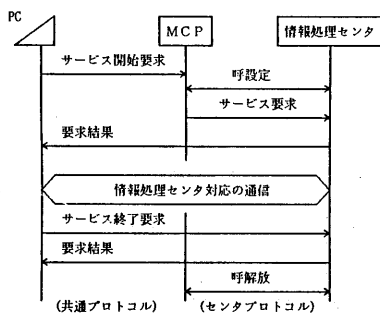 PC
MCP
情報処理センタ
サービス開始要求
呼設定
サービス要求
要求結果
情報処理センタ対応の通信
サービス終了要求
要求結果
呼解放
(共通プロトコル)
(センタプロトコル)